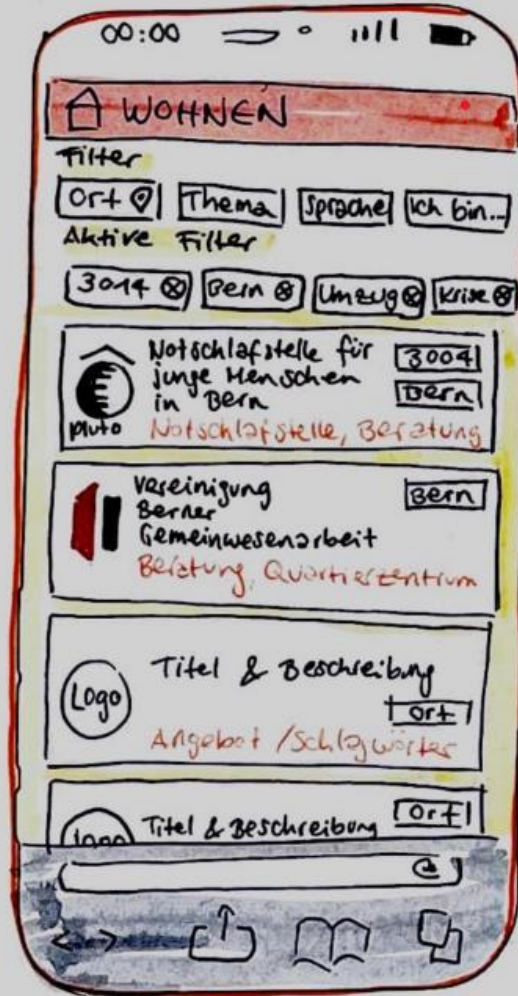 00:00
WOHNEN
Filter
Ort Thema Sprache Ich bin...
Aktive Filter
3014 Bern Umzug Krise
Notschlafstelle für 3004
junge Menschen Bern
in Bern
pluto Notschlafstelle, Beratung
Vereinigung Bern
Berner
Gemeinwesenarbeit
Beratung, Quartierzentrum
Titel & Beschreibung
Logo Ort
Angebot / Schlagwörter
Ort
Logo Titel & Beschreibung